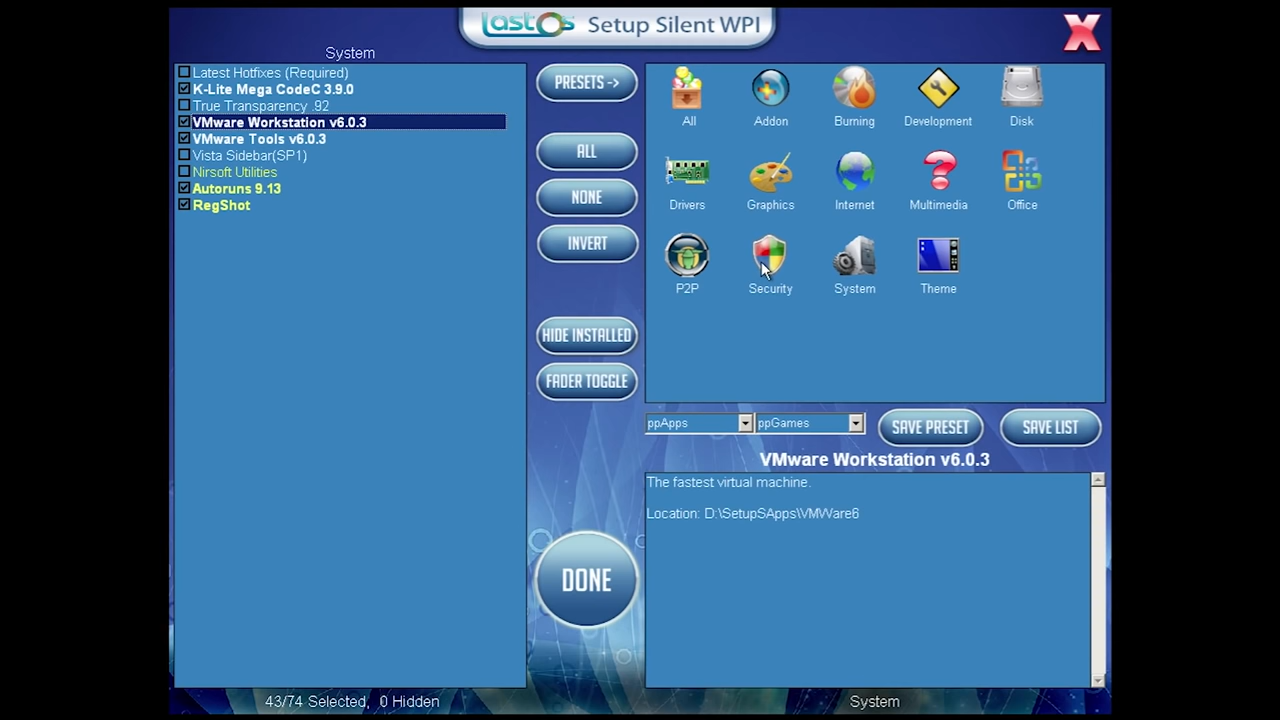 LastOS Setup Silent WPI
System
Latest Hotfixes (Required)
K-Lite Mega CodeC 3.9.0
True Transparency .92
VMware Workstation v6.0.3
VMware Tools v6.0.3
Vista Sidebar(SP1)
Nirsoft Utilities
Autoruns 9.13
RegShot
43/74 Selected, 0 Hidden
PRESETS ->
ALL
NONE
INVERT
HIDE INSTALLED
FADER TOGGLE
DONE
All Addon Burning Development Disk
Drivers Graphics Internet Multimedia Office
P2P Security System Theme
ppApps ppGames SAVE PRESET SAVE LIST
VMware Workstation v6.0.3
The fastest virtual machine.
Location: D:\SetupSApps\VMWare6
System